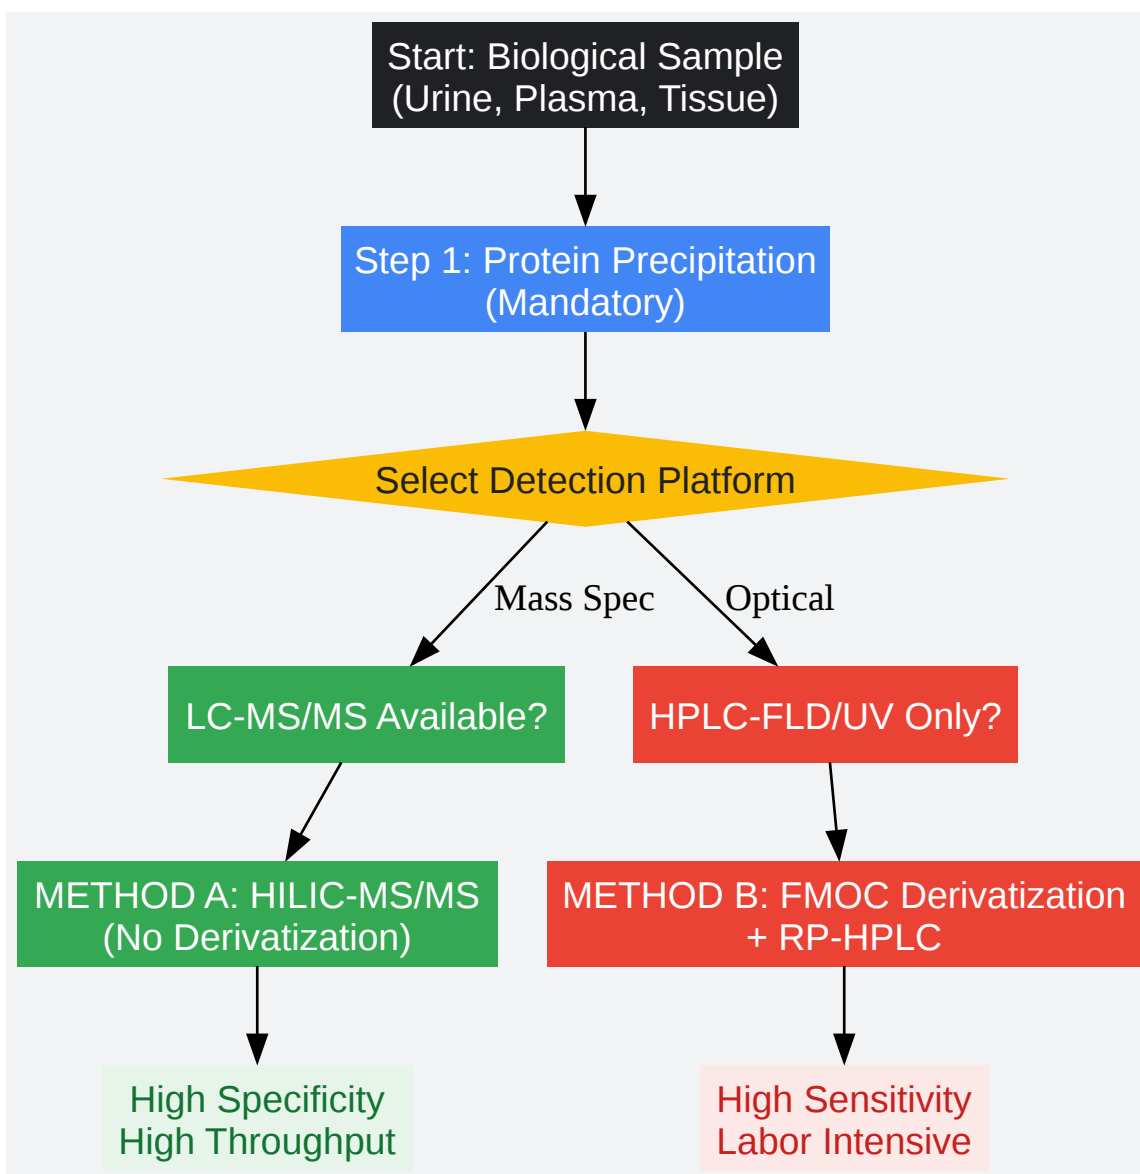 Start: Biological Sample
(Urine, Plasma, Tissue)
Step 1: Protein Precipitation
(Mandatory)
Select Detection Platform
Mass Spec
Optical
LC-MS/MS Available?
HPLC-FLD/UV Only?
METHOD A: HILIC-MS/MS
(No Derivatization)
METHOD B: FMOC Derivatization
+ RP-HPLC
High Specificity
High Throughput
High Sensitivity
Labor Intensive